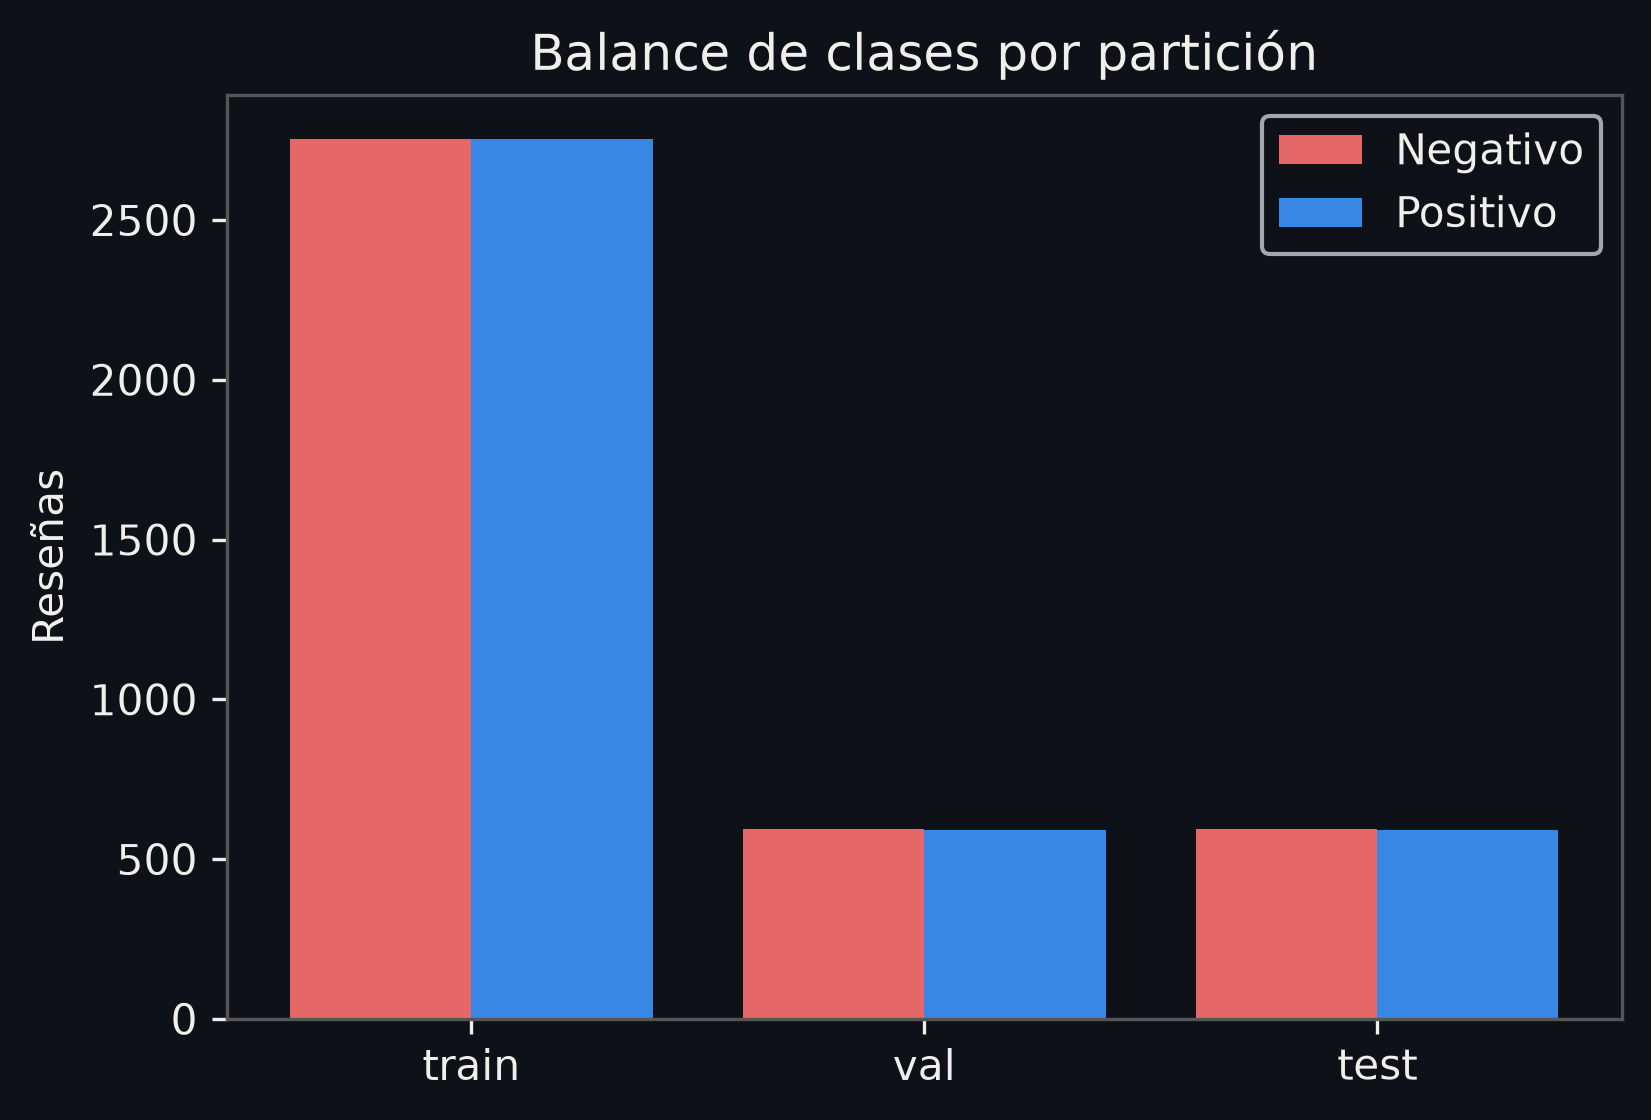 Balance de clases por partición
Negativo
Positivo
Reseñas
2500
2000
1500
1000
500
0
train
val
test